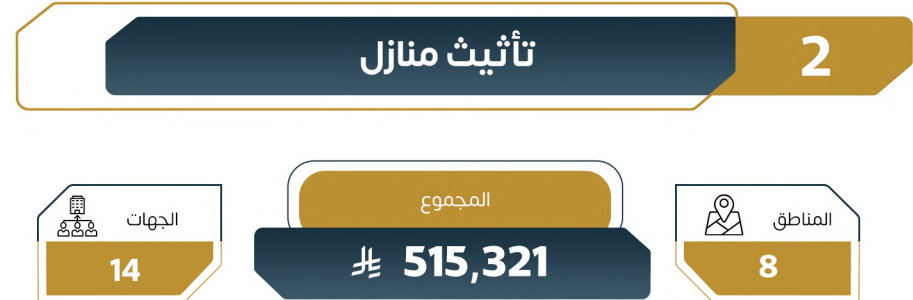 2
تأثيث منازل
المناطق
8
المجموع
515,321 ⃁
الجهات
14